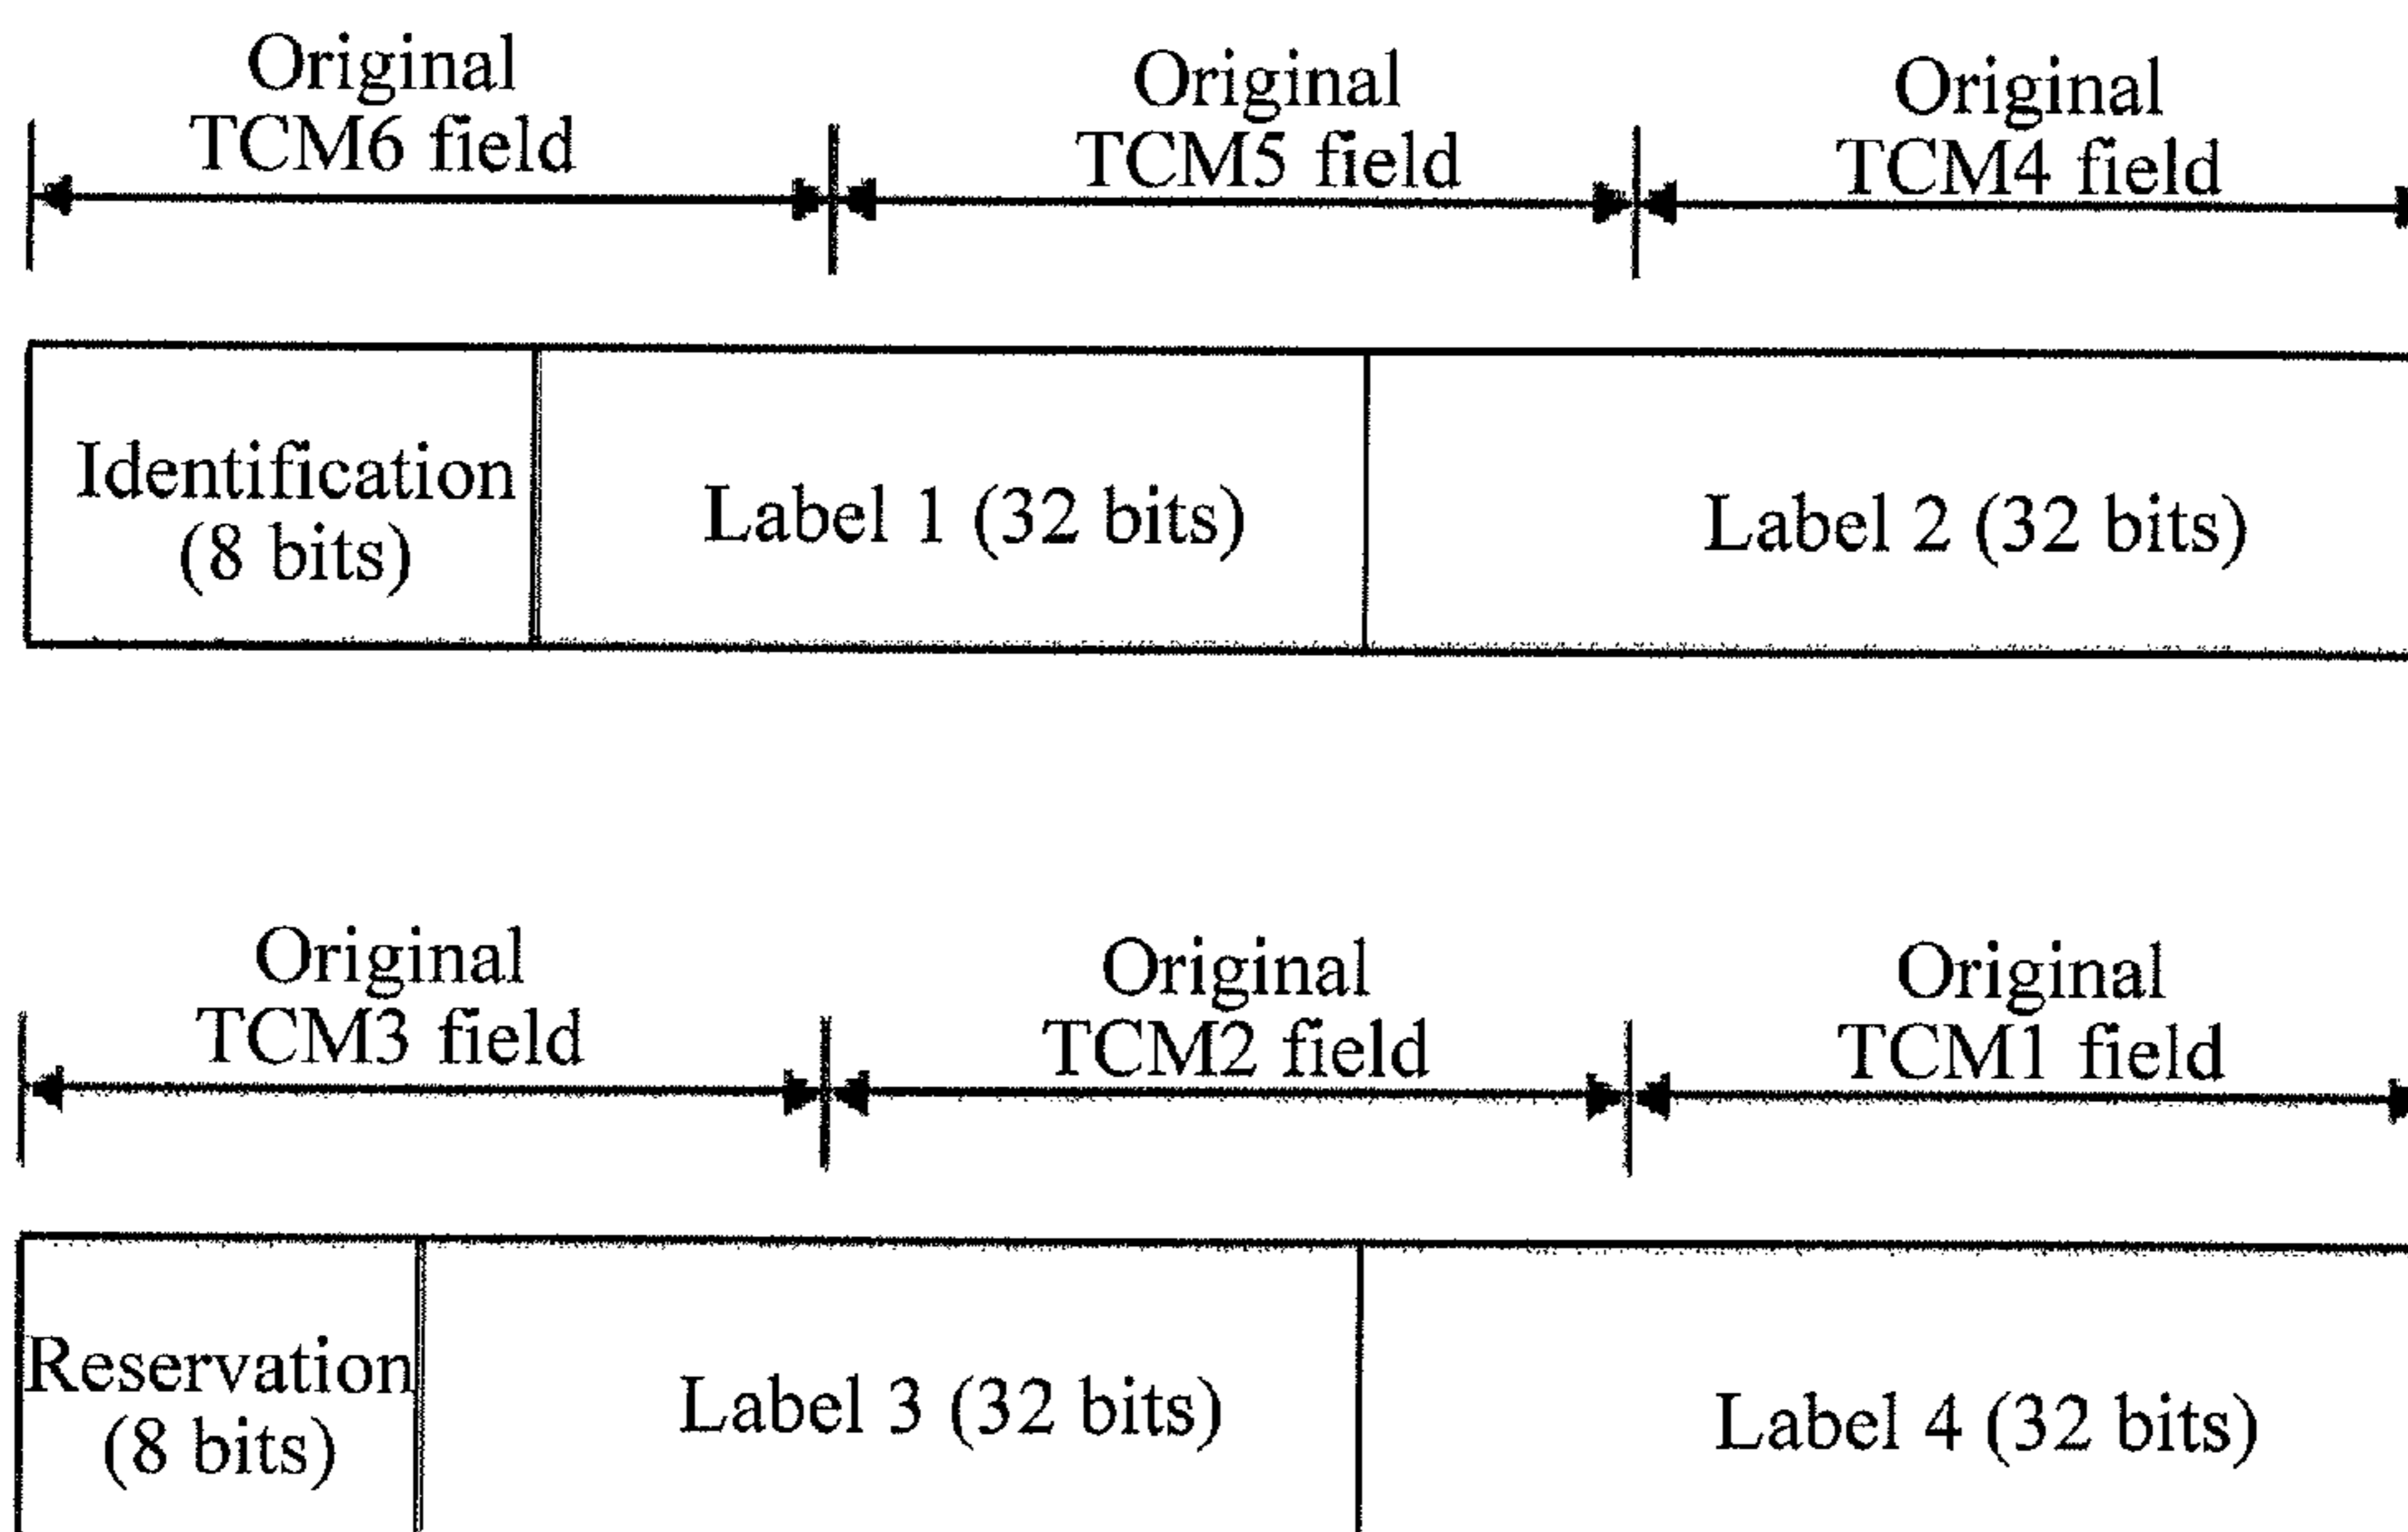 Original
TCM6 field
Original
TCM5 field
Original
TCM4 field
Identification
(8 bits)
Label 1 (32 bits)
Label 2 (32 bits)
Original
TCM3 field
Original
TCM2 field
Original
TCM1 field
Reservation
(8 bits)
Label 3 (32 bits)
Label 4 (32 bits)